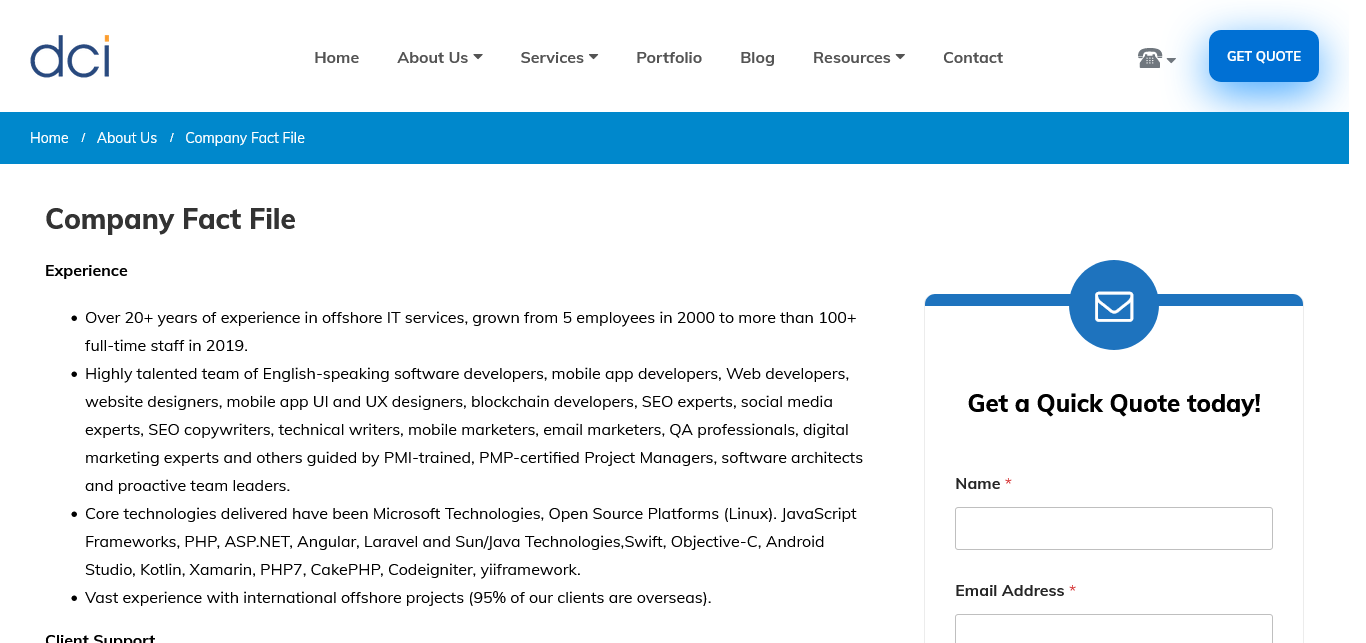 dci
Home
About Us
Services
Portfolio
Blog
Resources
Contact
GET QUOTE
Home / About Us / Company Fact File
Company Fact File
Experience
• Over 20+ years of experience in offshore IT services, grown from 5 employees in 2000 to more than 100+
full-time staff in 2019.
• Highly talented team of English-speaking software developers, mobile app developers, Web developers,
website designers, mobile app UI and UX designers, blockchain developers, SEO experts, social media
experts, SEO copywriters, technical writers, mobile marketers, email marketers, QA professionals, digital
marketing experts and others guided by PMI-trained, PMP-certified Project Managers, software architects
and proactive team leaders.
• Core technologies delivered have been Microsoft Technologies, Open Source Platforms (Linux). JavaScript
Frameworks, PHP, ASP.NET, Angular, Laravel and Sun/Java Technologies,Swift, Objective-C, Android
Studio, Kotlin, Xamarin, PHP7, CakePHP, Codeigniter, yiiframework.
• Vast experience with international offshore projects (95% of our clients are overseas).
Client Support
Get a Quick Quote today!
Name *
Email Address *